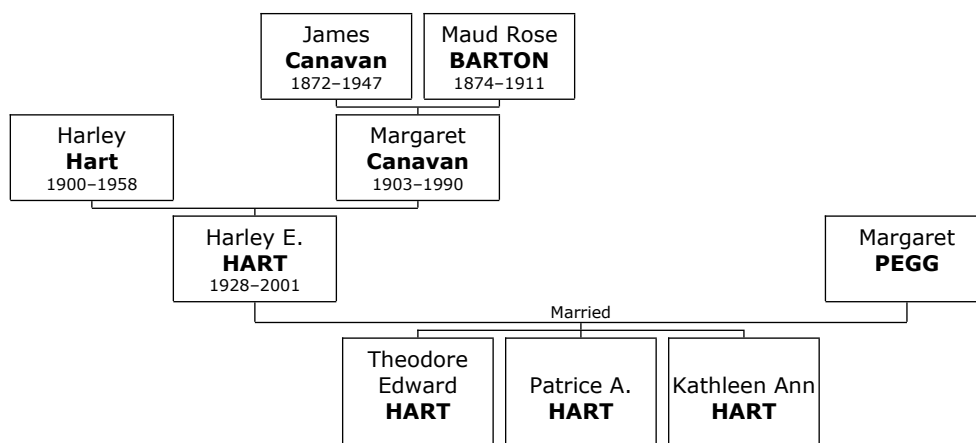 James
Canavan
1872–1947
Maud Rose
BARTON
1874–1911
Harley
Hart
1900–1958
Margaret
Canavan
1903–1990
Harley E.
HART
1928–2001
Margaret
PEGG
Married
Theodore
Edward
HART
Patrice A.
HART
Kathleen Ann
HART